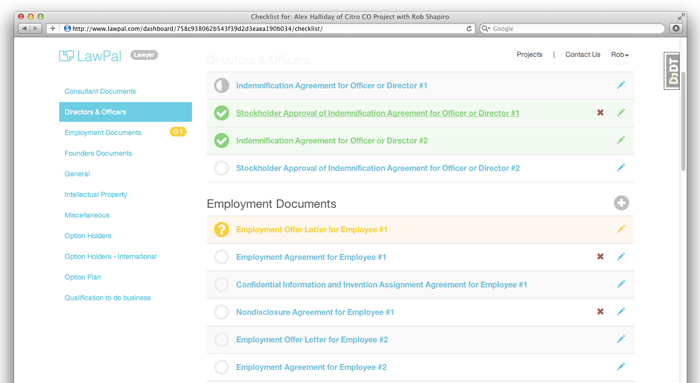 Checklist for: Alex Halliday of Citro CO Project with Rob Shapiro
http://www.lawpal.com/dashboard/758c938062b543f39d2d3eaea190b034/checklist/
Google
LawPal
Lawyer
Projects | Contact Us Rob
DJDT
Consultant Documents
Directors & Officers
Employment Documents
1
Founders Documents
General
Intellectual Property
Miscellaneous
Option Holders
Option Holders - International
Option Plan
Qualification to do business
Directors & Officers
Indemnification Agreement for Officer or Director #1
Stockholder Approval of Indemnification Agreement for Officer or Director #1
Indemnification Agreement for Officer or Director #2
Stockholder Approval of Indemnification Agreement for Officer or Director #2
Employment Documents
? Employment Offer Letter for Employee #1
Employment Agreement for Employee #1
Confidential Information and Invention Assignment Agreement for Employee #1
Nondisclosure Agreement for Employee #1
Employment Offer Letter for Employee #2
Employment Agreement for Employee #2